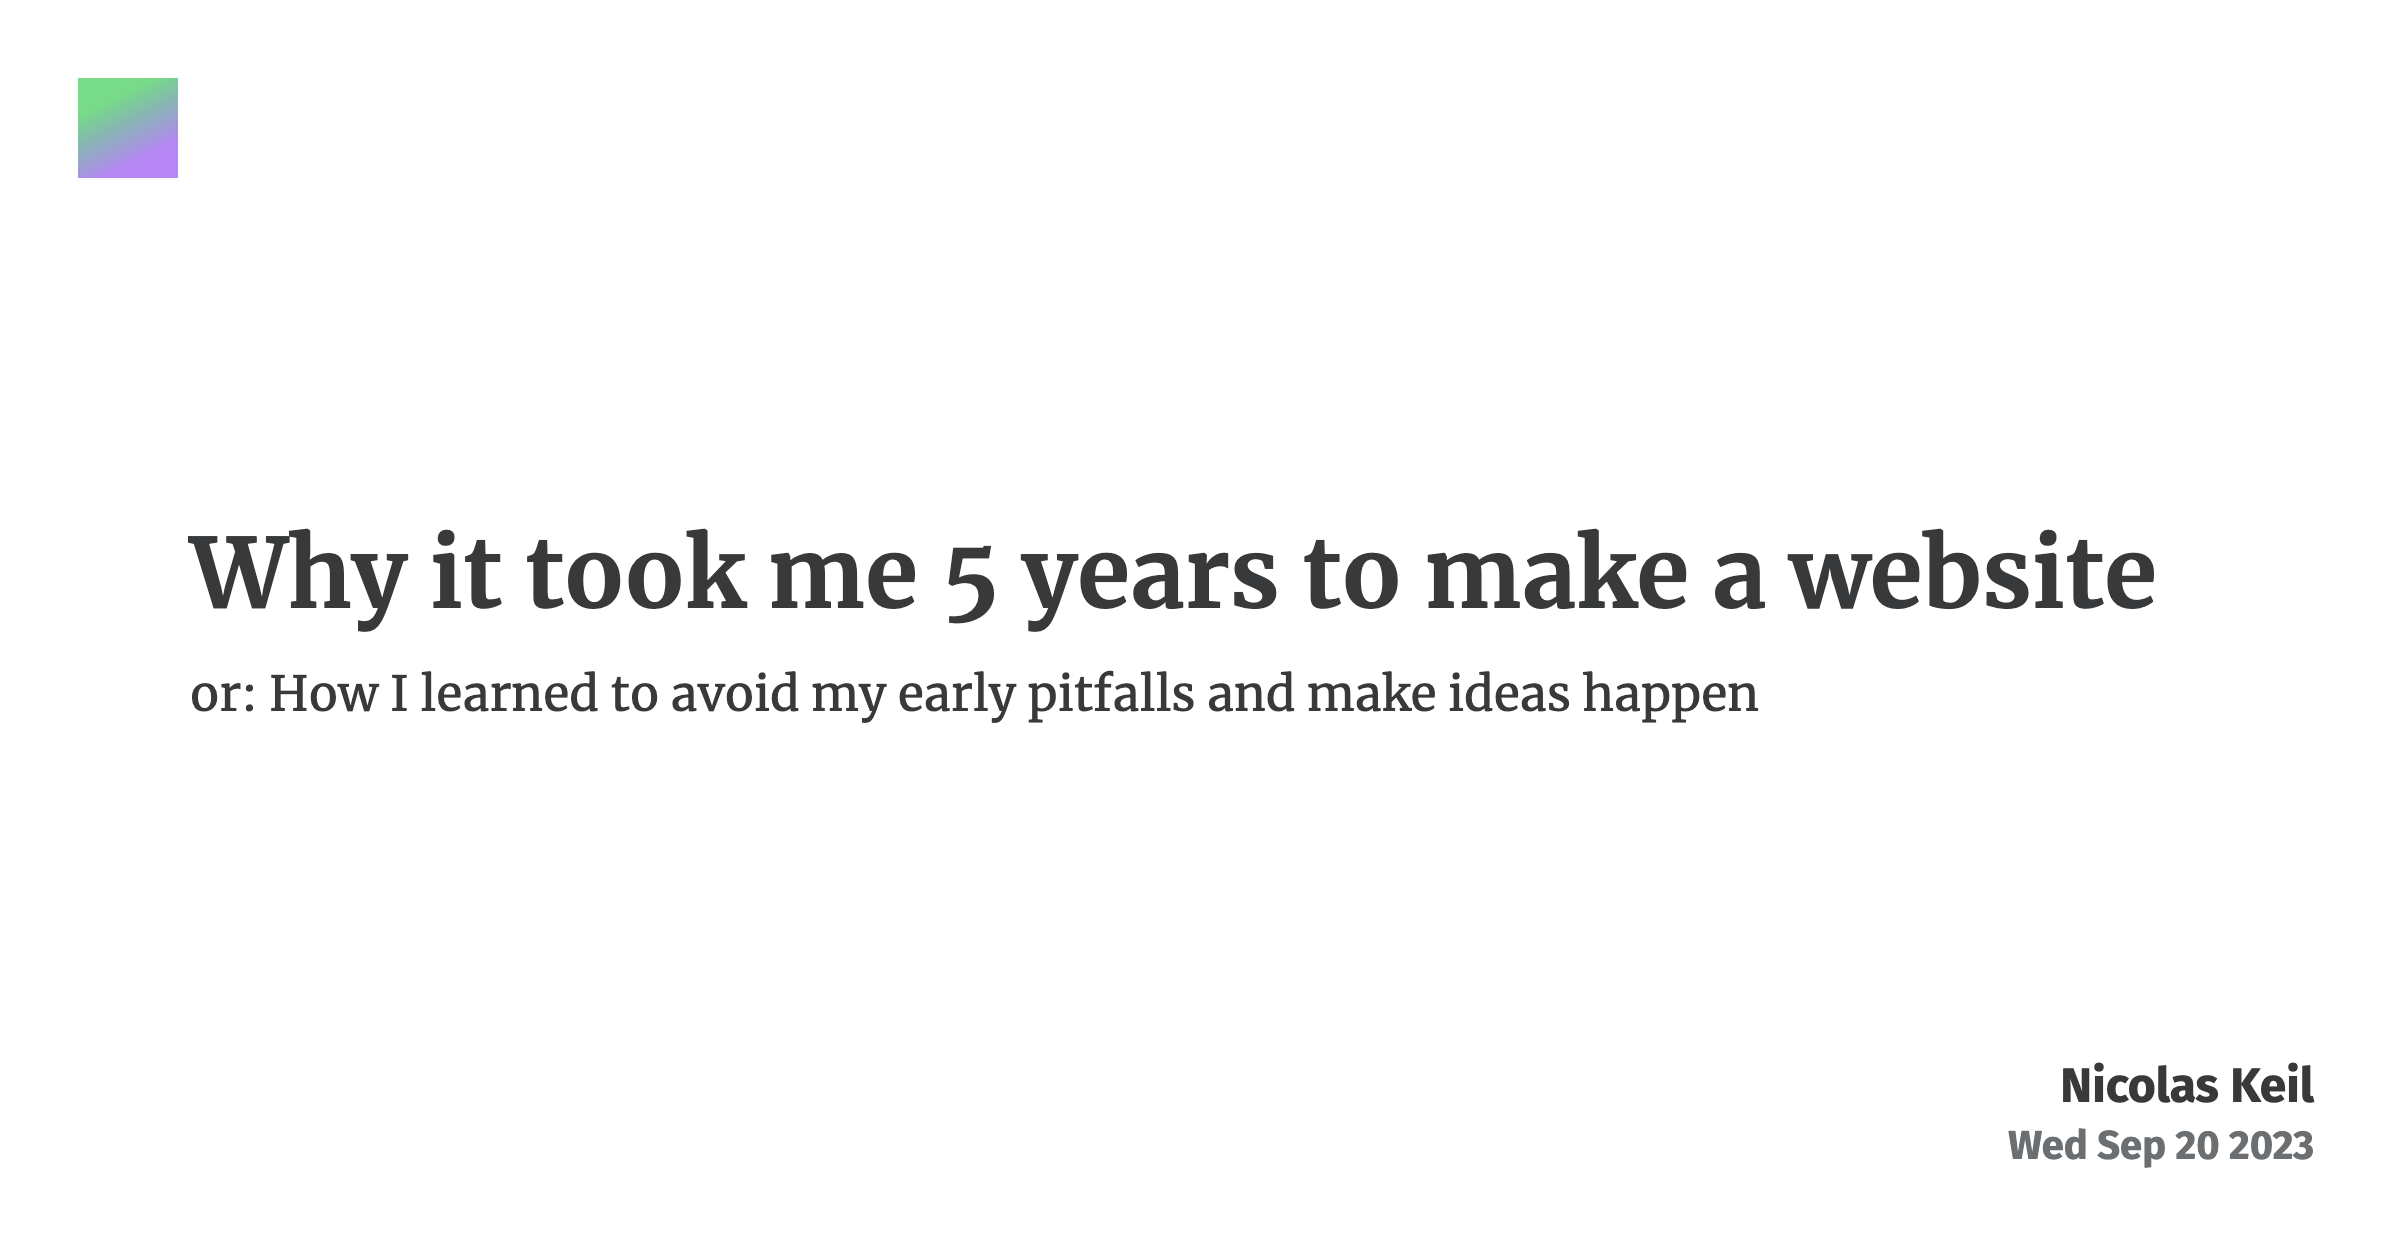 Why it took me 5 years to make a website
or: How I learned to avoid my early pitfalls and make ideas happen
Nicolas Keil
Wed Sep 20 2023